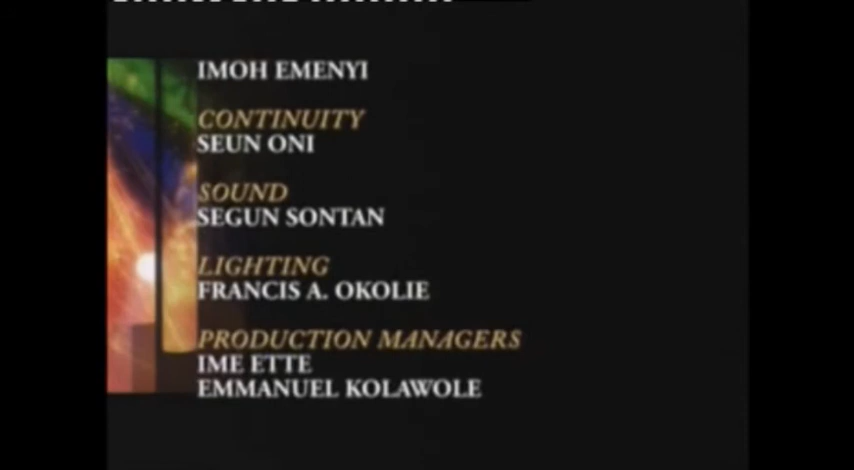 IMOH EMENYI
CONTINUITY
SEUN ONI
SOUND
SEGUN SONTAN
LIGHTING
FRANCIS A. OKOLIE
PRODUCTION MANAGERS
IME ETTE
EMMANUEL KOLAWOLE